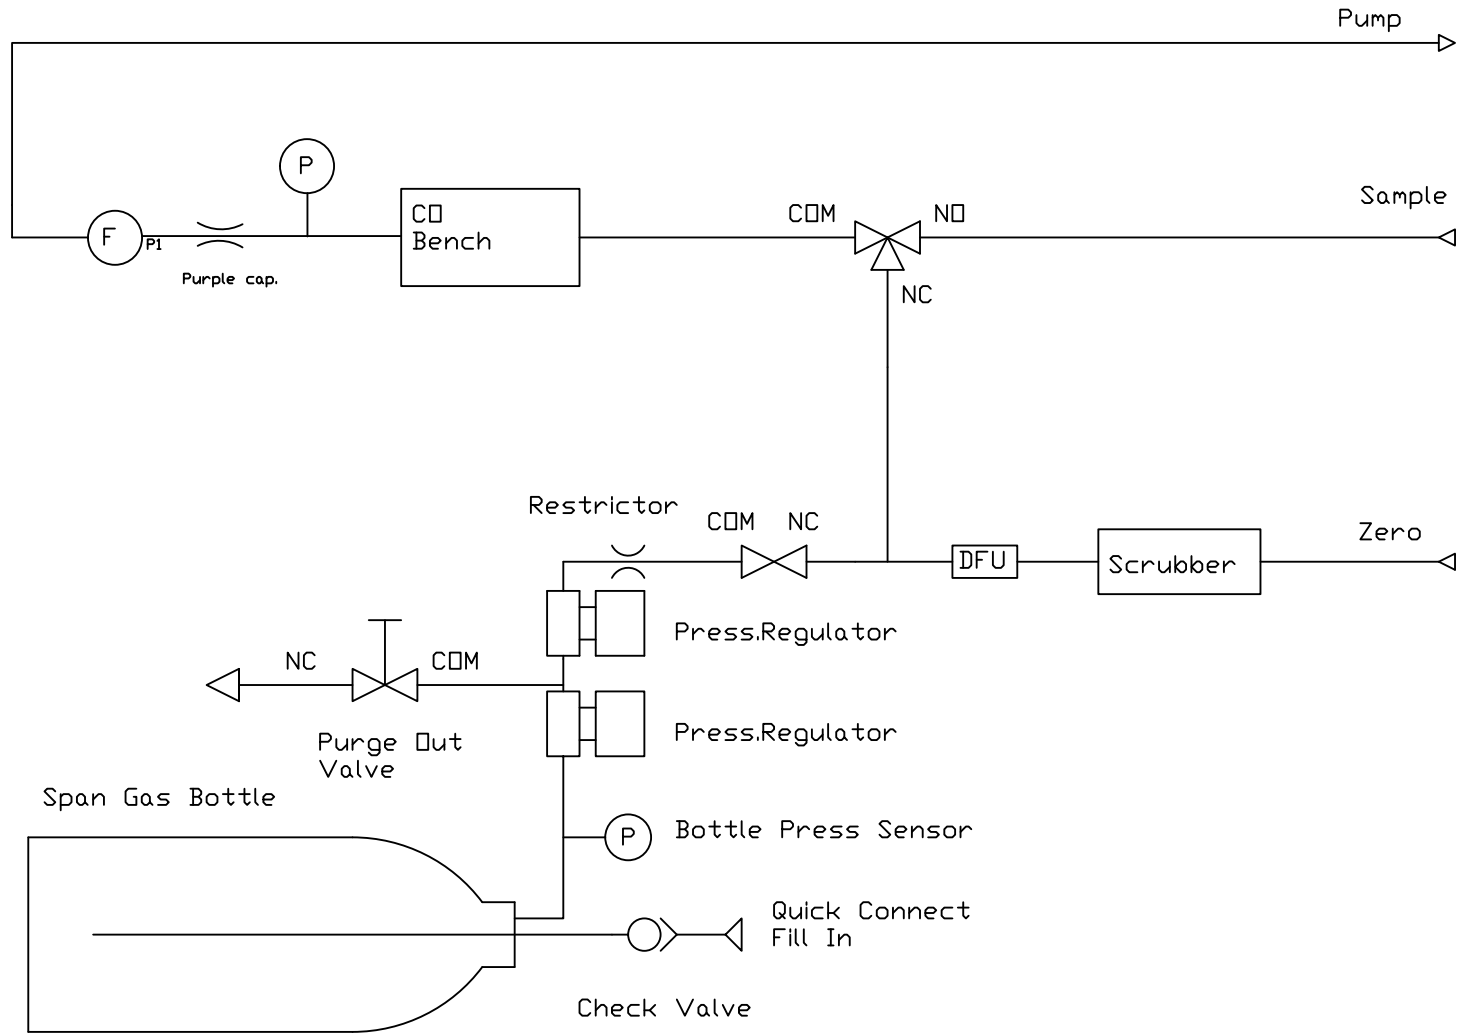 Pump
P
Sample
COM NO
CO
Bench
F
P1
Purple cap.
NC
Restrictor
COM NC
Zero
DFU
Scrubber
Press.Regulator
NC COM
Purge Out
Valve
Press.Regulator
Span Gas Bottle
P
Bottle Press Sensor
Quick Connect
Fill In
Check Valve